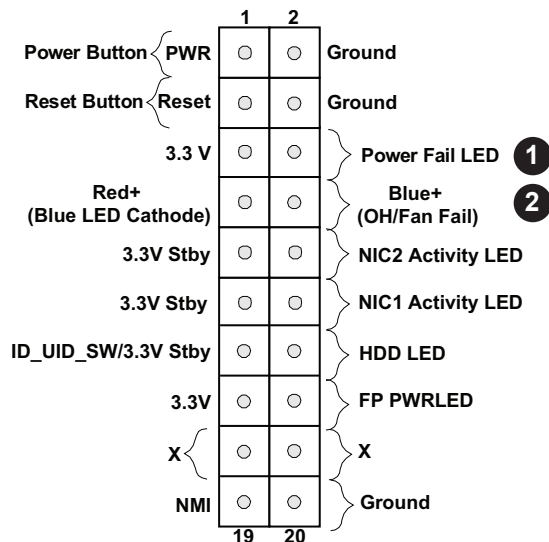 1 2
Power Button PWR Ground
Reset Button Reset Ground
3.3 V Power Fail LED 1
Red+ Blue+
(Blue LED Cathode) (OH/Fan Fail) 2
3.3V Stby NIC2 Activity LED
3.3V Stby NIC1 Activity LED
ID_UID_SW/3.3V Stby HDD LED
3.3V FP PWRLED
X X
NMI Ground
19 20